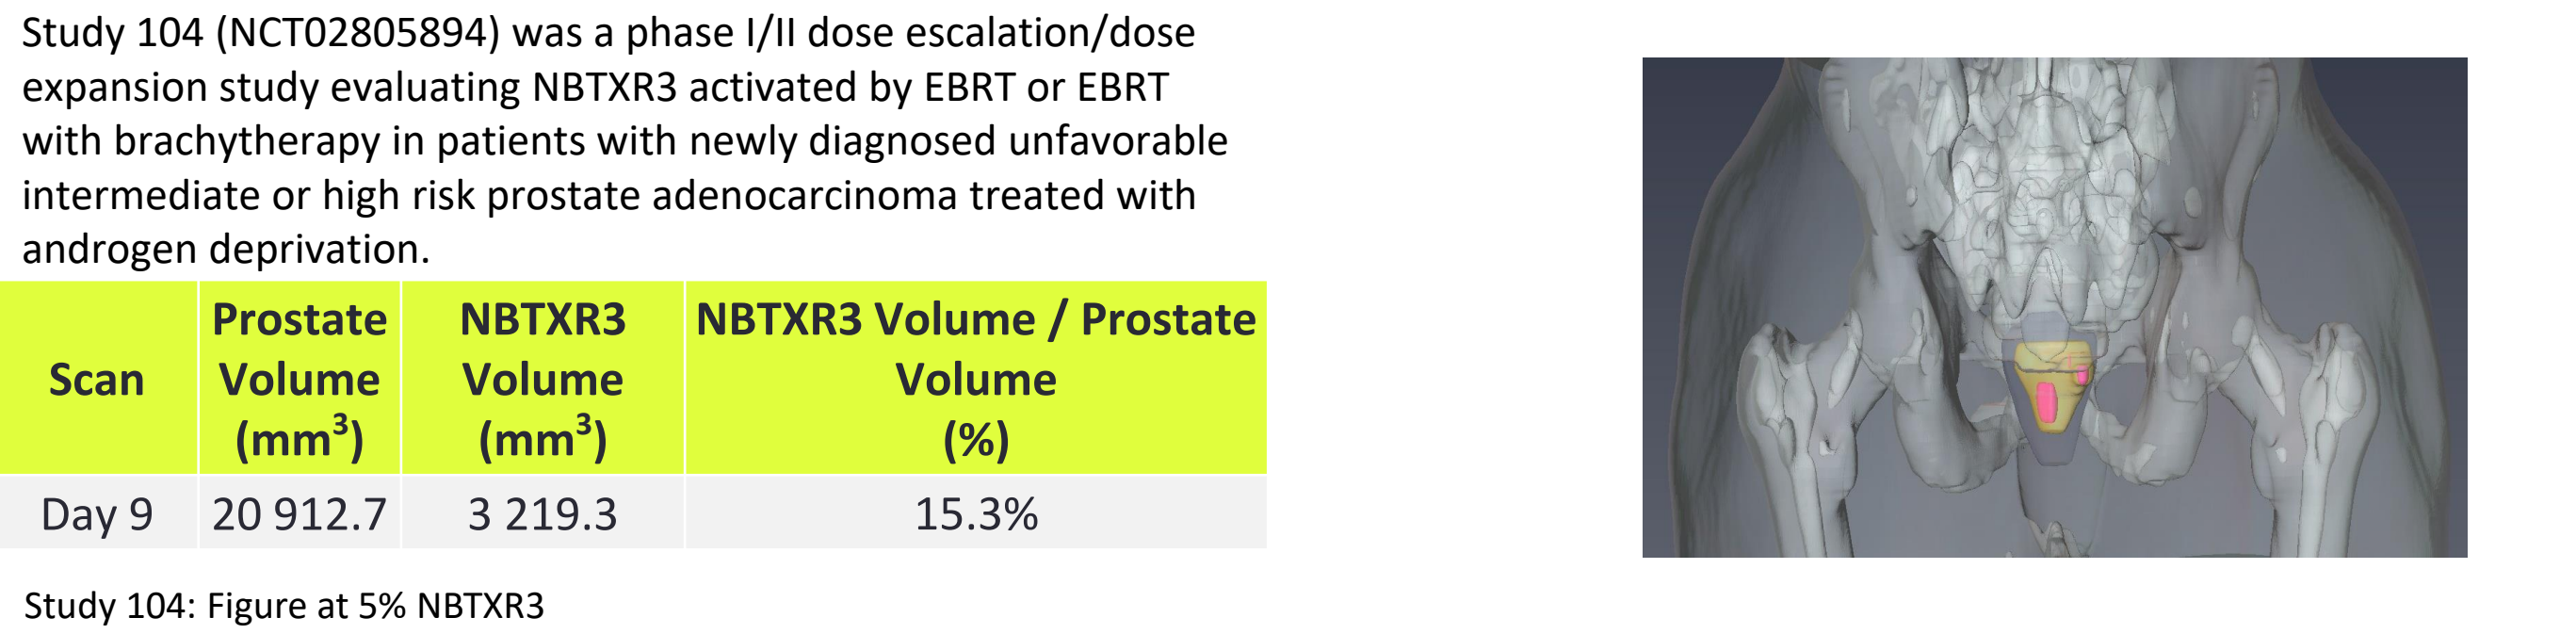 Study 104 (NCT02805894) was a phase I/II dose escalation/dose
expansion study evaluating NBTXR3 activated by EBRT or EBRT
with brachytherapy in patients with newly diagnosed unfavorable
intermediate or high risk prostate adenocarcinoma treated with
androgen deprivation.
Scan
Prostate
Volume
(mm³)
NBTXR3
Volume
(mm³)
NBTXR3 Volume / Prostate
Volume
(%)
Day 9
20 912.7
3 219.3
15.3%
Study 104: Figure at 5% NBTXR3